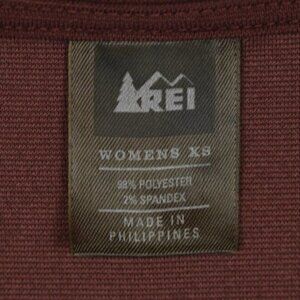 REI
WOMENS XS
98% POLYESTER
2% SPANDEX
MADE IN
PHILIPPINES